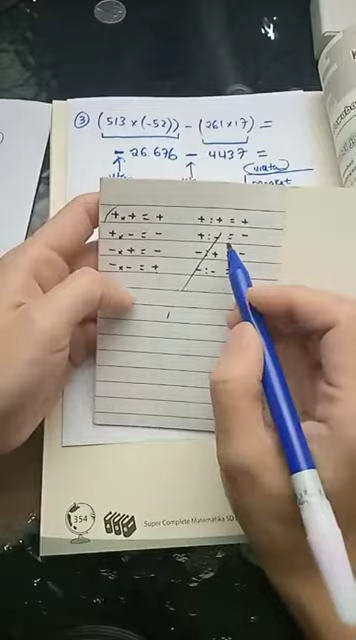 ③ (513 x (-52)) - (261 x 17) =
- 26.676 - 4437 =
+ x + = +
+ x - = -
- x + = -
- x - = +
+ : + = +
+ : - = -
- : + = -
- : - =
354
Super Complete Matematika SD